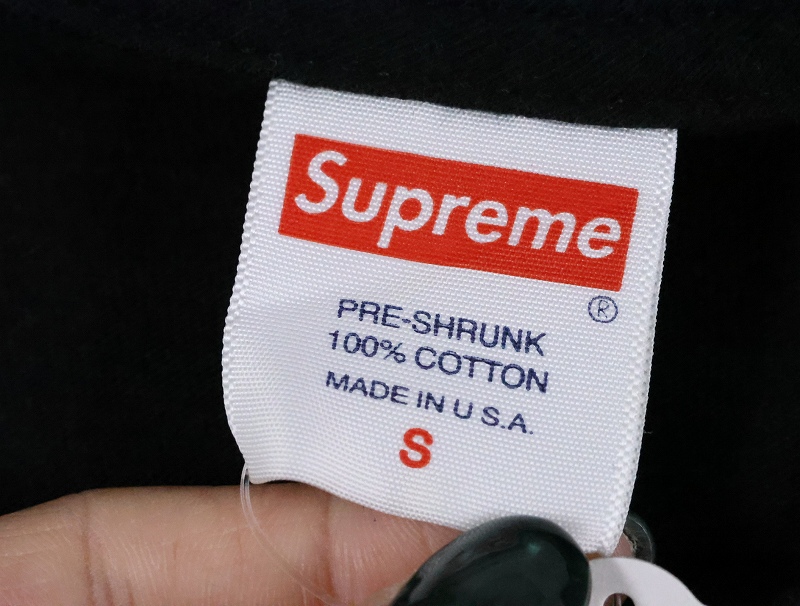 Supreme
®
PRE-SHRUNK
100% COTTON
MADE IN U.S.A.
S